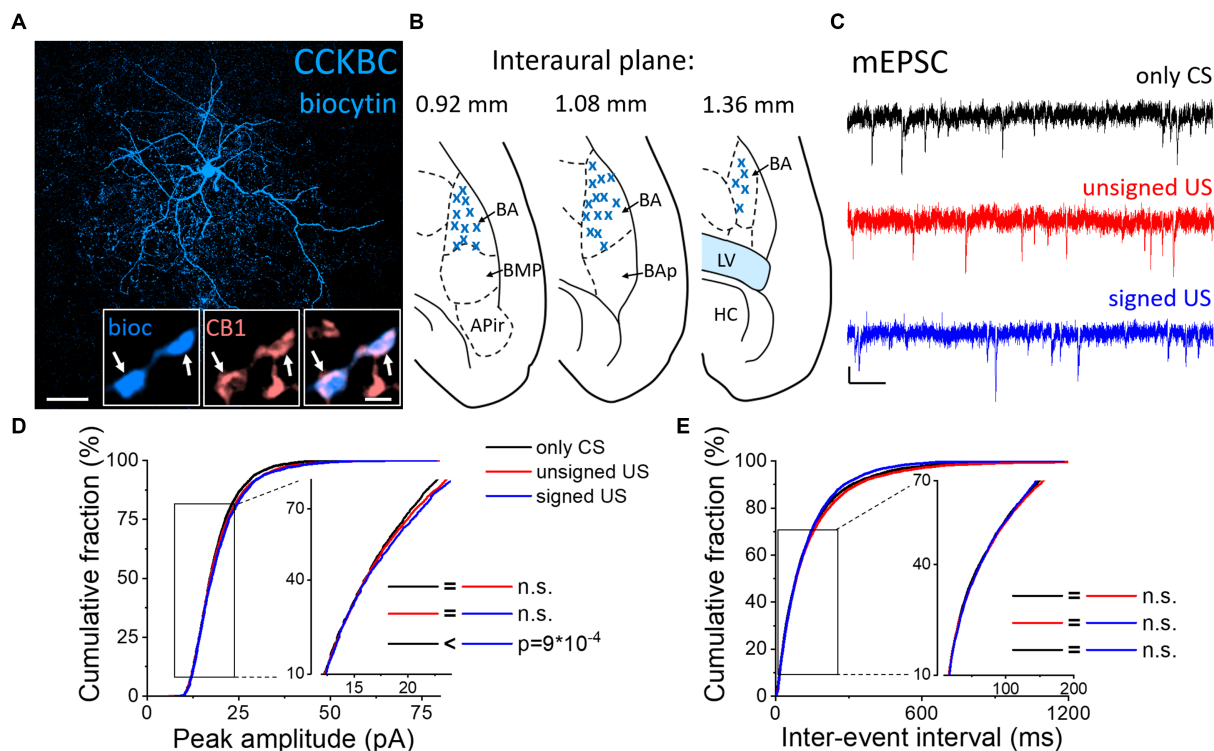 A
CCKBC
biocytin
bioc
CB1
B
Interaural plane:
0.92 mm
1.08 mm
1.36 mm
BA
BMP
APir
BA
BAp
BA
LV
HC
C
mEPSC
only CS
unsigned US
signed US
D
only CS
unsigned US
signed US
Cumulative fraction (%)
100
75
50
25
0
0
25
50
75
Peak amplitude (pA)
70
40
10
15
20
= n.s.
= n.s.
< p=9*10-4
E
Cumulative fraction (%)
100
80
60
40
20
0
0
600
1200
Inter-event interval (ms)
70
40
10
100
200
= n.s.
= n.s.
= n.s.